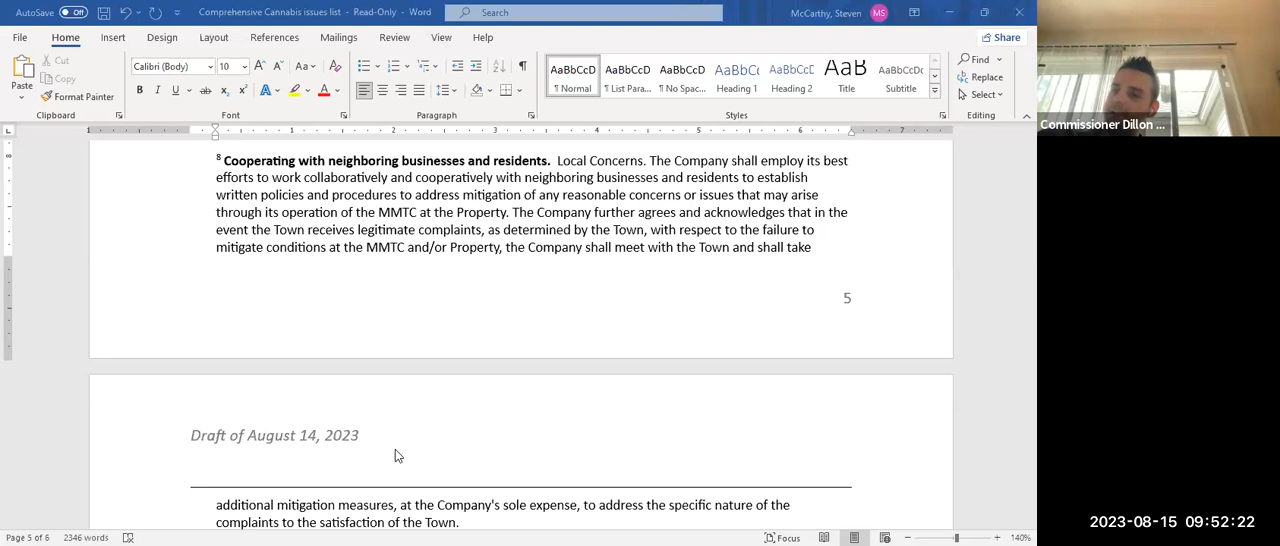 AutoSave Off Comprehensive Cannabis issues list - Read-Only - Word Search McCarthy, Steven MS
File Home Insert Design Layout References Mailings Review View Help Share
Paste Cut Copy Format Painter
Calibri (Body) 10
AaBbCcD AaBbCcD AaBbCcD AaBbCc AaBbCcC AaB AaBbCcDc
¶ Normal ¶ List Para... ¶ No Spac... Heading 1 Heading 2 Title Subtitle
Find Replace Select
Clipboard Font Paragraph Styles Editing
1 1 2 3 4 5 6 7
8 Cooperating with neighboring businesses and residents. Local Concerns. The Company shall employ its best
efforts to work collaboratively and cooperatively with neighboring businesses and residents to establish
written policies and procedures to address mitigation of any reasonable concerns or issues that may arise
through its operation of the MMTC at the Property. The Company further agrees and acknowledges that in the
event the Town receives legitimate complaints, as determined by the Town, with respect to the failure to
mitigate conditions at the MMTC and/or Property, the Company shall meet with the Town and shall take
5
Draft of August 14, 2023
additional mitigation measures, at the Company's sole expense, to address the specific nature of the
complaints to the satisfaction of the Town.
Page 5 of 6 2346 words Focus 140%
Commissioner Dillon ...
2023-08-15 09:52:22